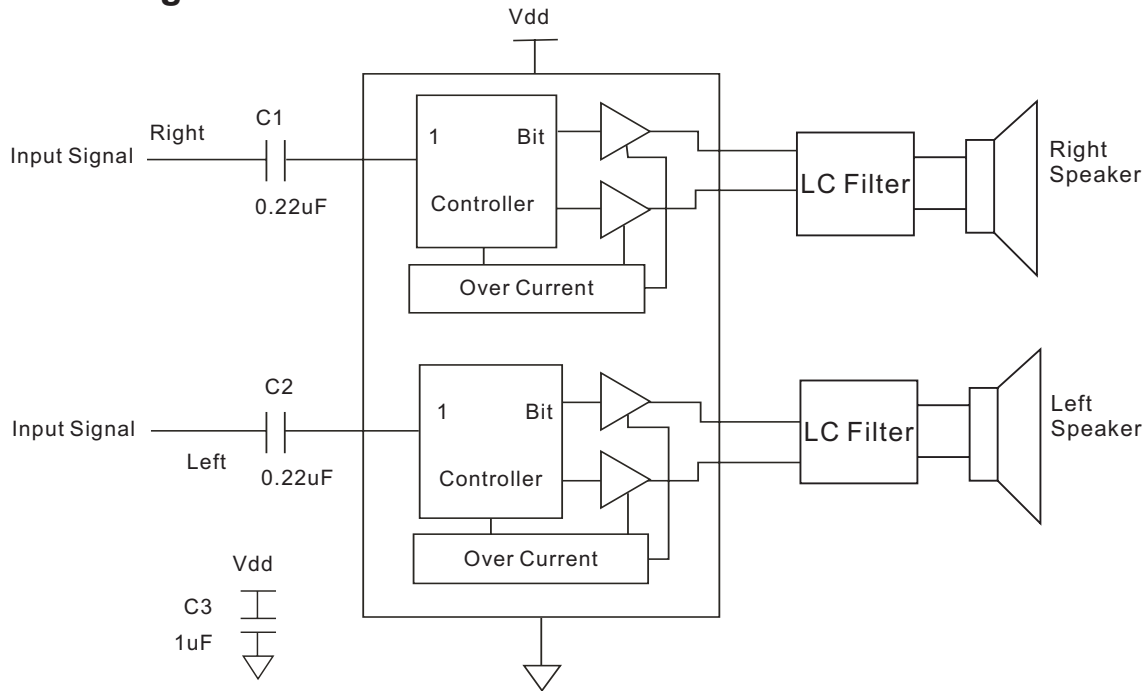 Vdd
Right
C1
Input Signal
0.22uF
1 Bit
Controller
Over Current
LC Filter
Right
Speaker
C2
Input Signal
Left
0.22uF
1 Bit
Controller
Over Current
LC Filter
Left
Speaker
Vdd
C3
1uF